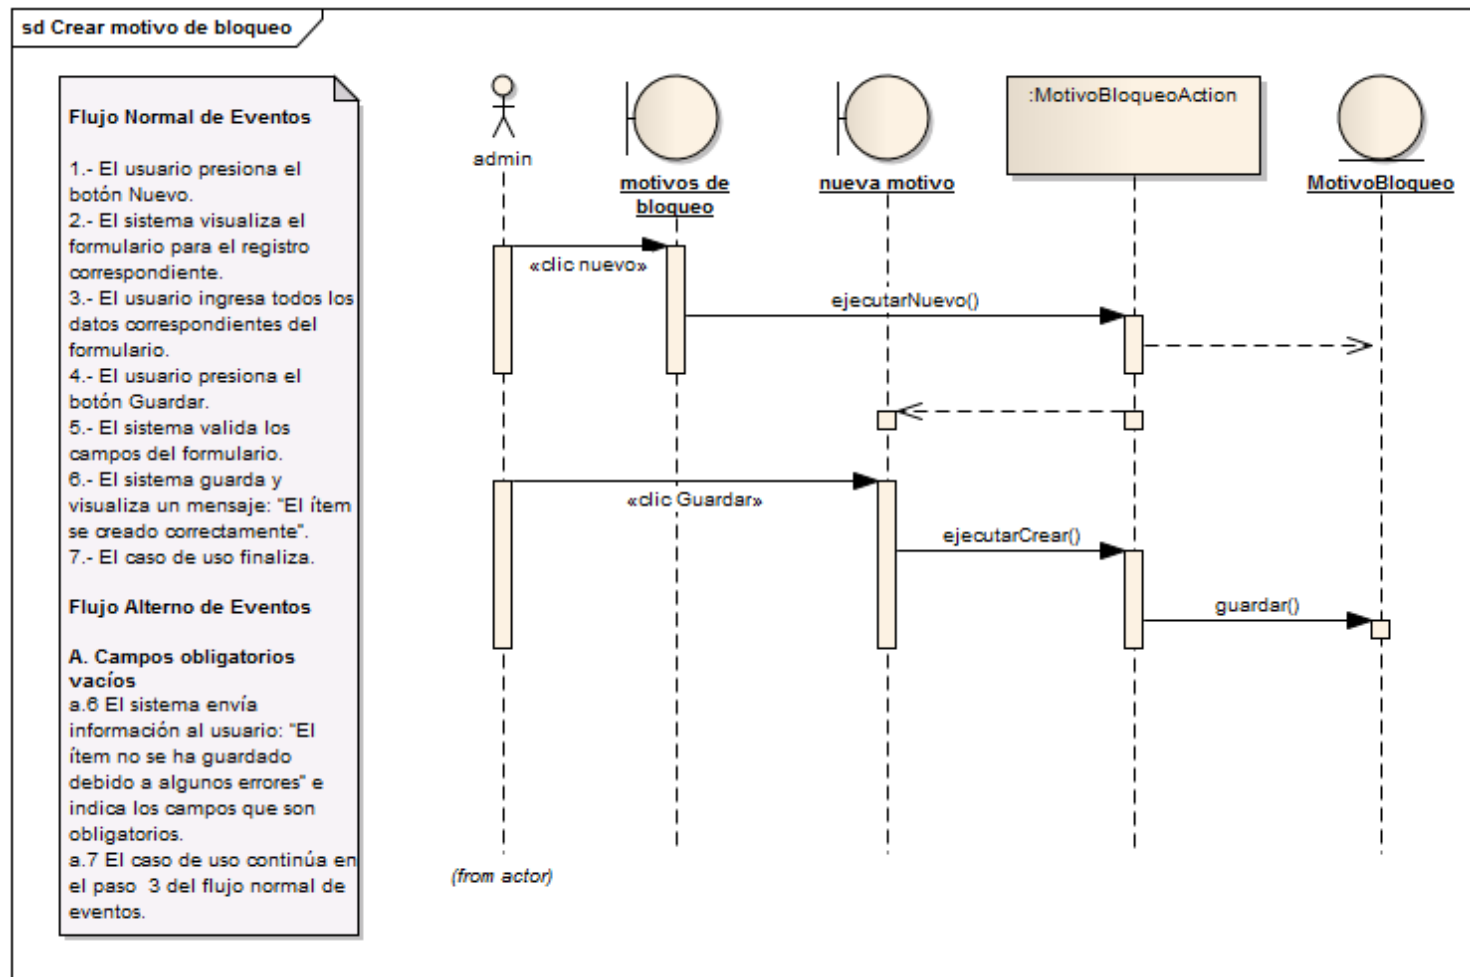 sd Crear motivo de bloqueo
Flujo Normal de Eventos
1.- El usuario presiona el
botón Nuevo.
2.- El sistema visualiza el
formulario para el registro
correspondiente.
3.- El usuario ingresa todos los
datos correspondientes del
formulario.
4.- El usuario presiona el
botón Guardar.
5.- El sistema valida los
campos del formulario.
6.- El sistema guarda y
visualiza un mensaje: "El ítem
se creado correctamente".
7.- El caso de uso finaliza.
Flujo Alterno de Eventos
A. Campos obligatorios
vacíos
a.6 El sistema envía
información al usuario: "El
ítem no se ha guardado
debido a algunos errores" e
indica los campos que son
obligatorios.
a.7 El caso de uso continúa en
el paso  3 del flujo normal de
eventos.
admin
motivos de
bloqueo
nueva motivo
:MotivoBloqueoAction
MotivoBloqueo
«clic nuevo»
ejecutarNuevo()
«clic Guardar»
ejecutarCrear()
guardar()
(from actor)